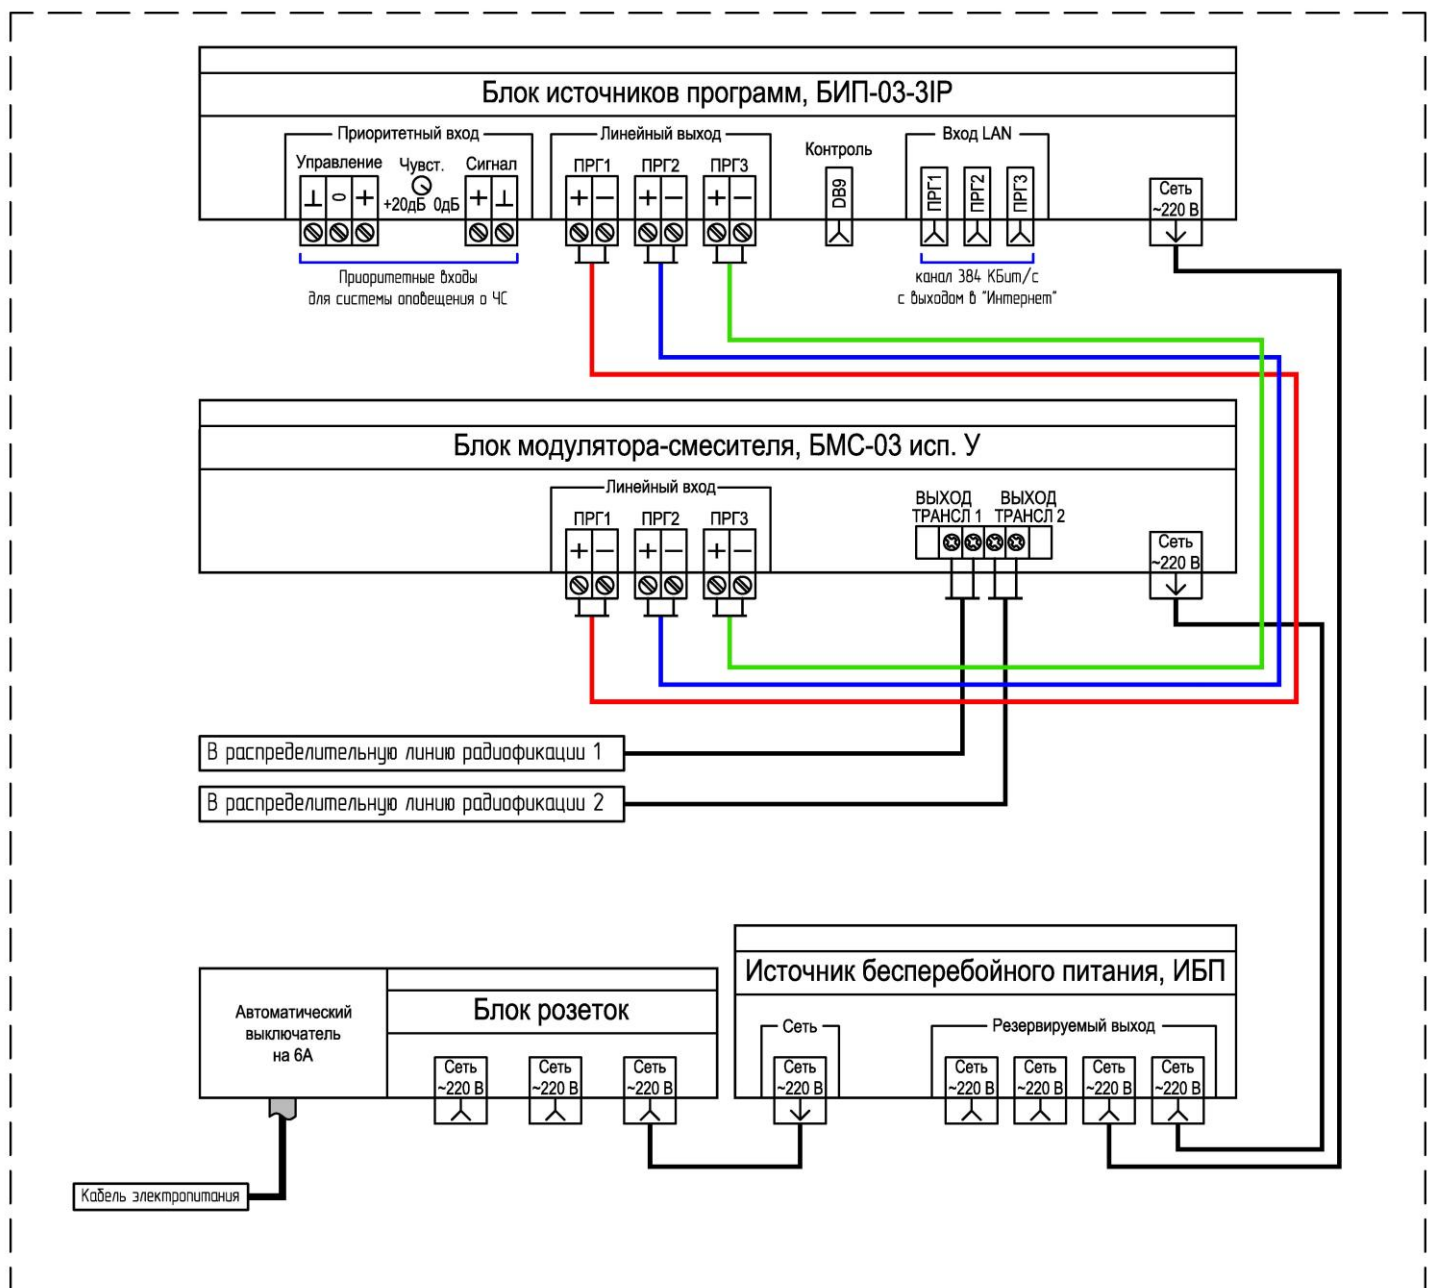 Блок источников программ, БИП-03-3IP
Приоритетный вход
Линейный выход
Контроль
Вход LAN
Управление
Чувст.
Сигнал
ПРГ1
ПРГ2
ПРГ3
⊥ 0 +
+20дБ 0дБ
+ ⊥
+ −
+ −
+ −
DB9
ПРГ1
ПРГ2
ПРГ3
Сеть
~220 В
Приоритетные входы
для системы оповещения о ЧС
канал 384 КБит/с
с выходом в "Интернет"
Блок модулятора-смесителя, БМС-03 исп. У
Линейный вход
ПРГ1
ПРГ2
ПРГ3
+ −
+ −
+ −
ВЫХОД
ТРАНСЛ 1
ВЫХОД
ТРАНСЛ 2
Сеть
~220 В
В распределительную линию радиофикации 1
В распределительную линию радиофикации 2
Автоматический
выключатель
на 6А
Блок розеток
Сеть
~220 В
Сеть
~220 В
Сеть
~220 В
Источник бесперебойного питания, ИБП
Сеть
Резервируемый выход
Сеть
~220 В
Сеть
~220 В
Сеть
~220 В
Сеть
~220 В
Сеть
~220 В
Кабель электропитания